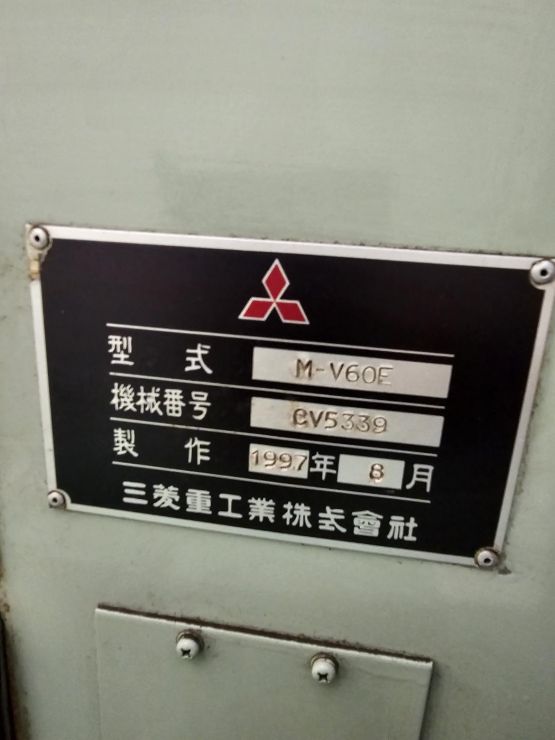 型式 M-V60E
機械番号 CV5339
製作 1997年 8月
三菱重工業株式會社